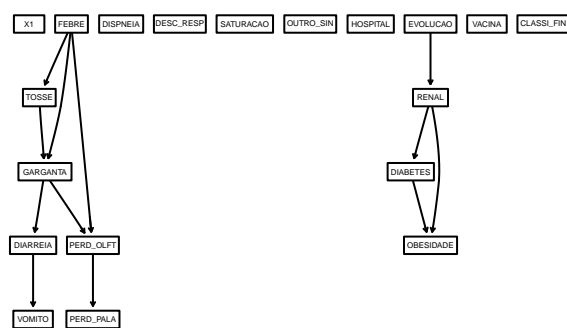 X1 FEBRE DISPNEIA DESC_RESP SATURACAO OUTRO_SIN HOSPITAL EVOLUCAO VACINA CLASSI_FIN
TOSSE RENAL
GARGANTA DIABETES
DIARREIA PERD_OLFT OBESIDADE
VOMITO PERD_PALA